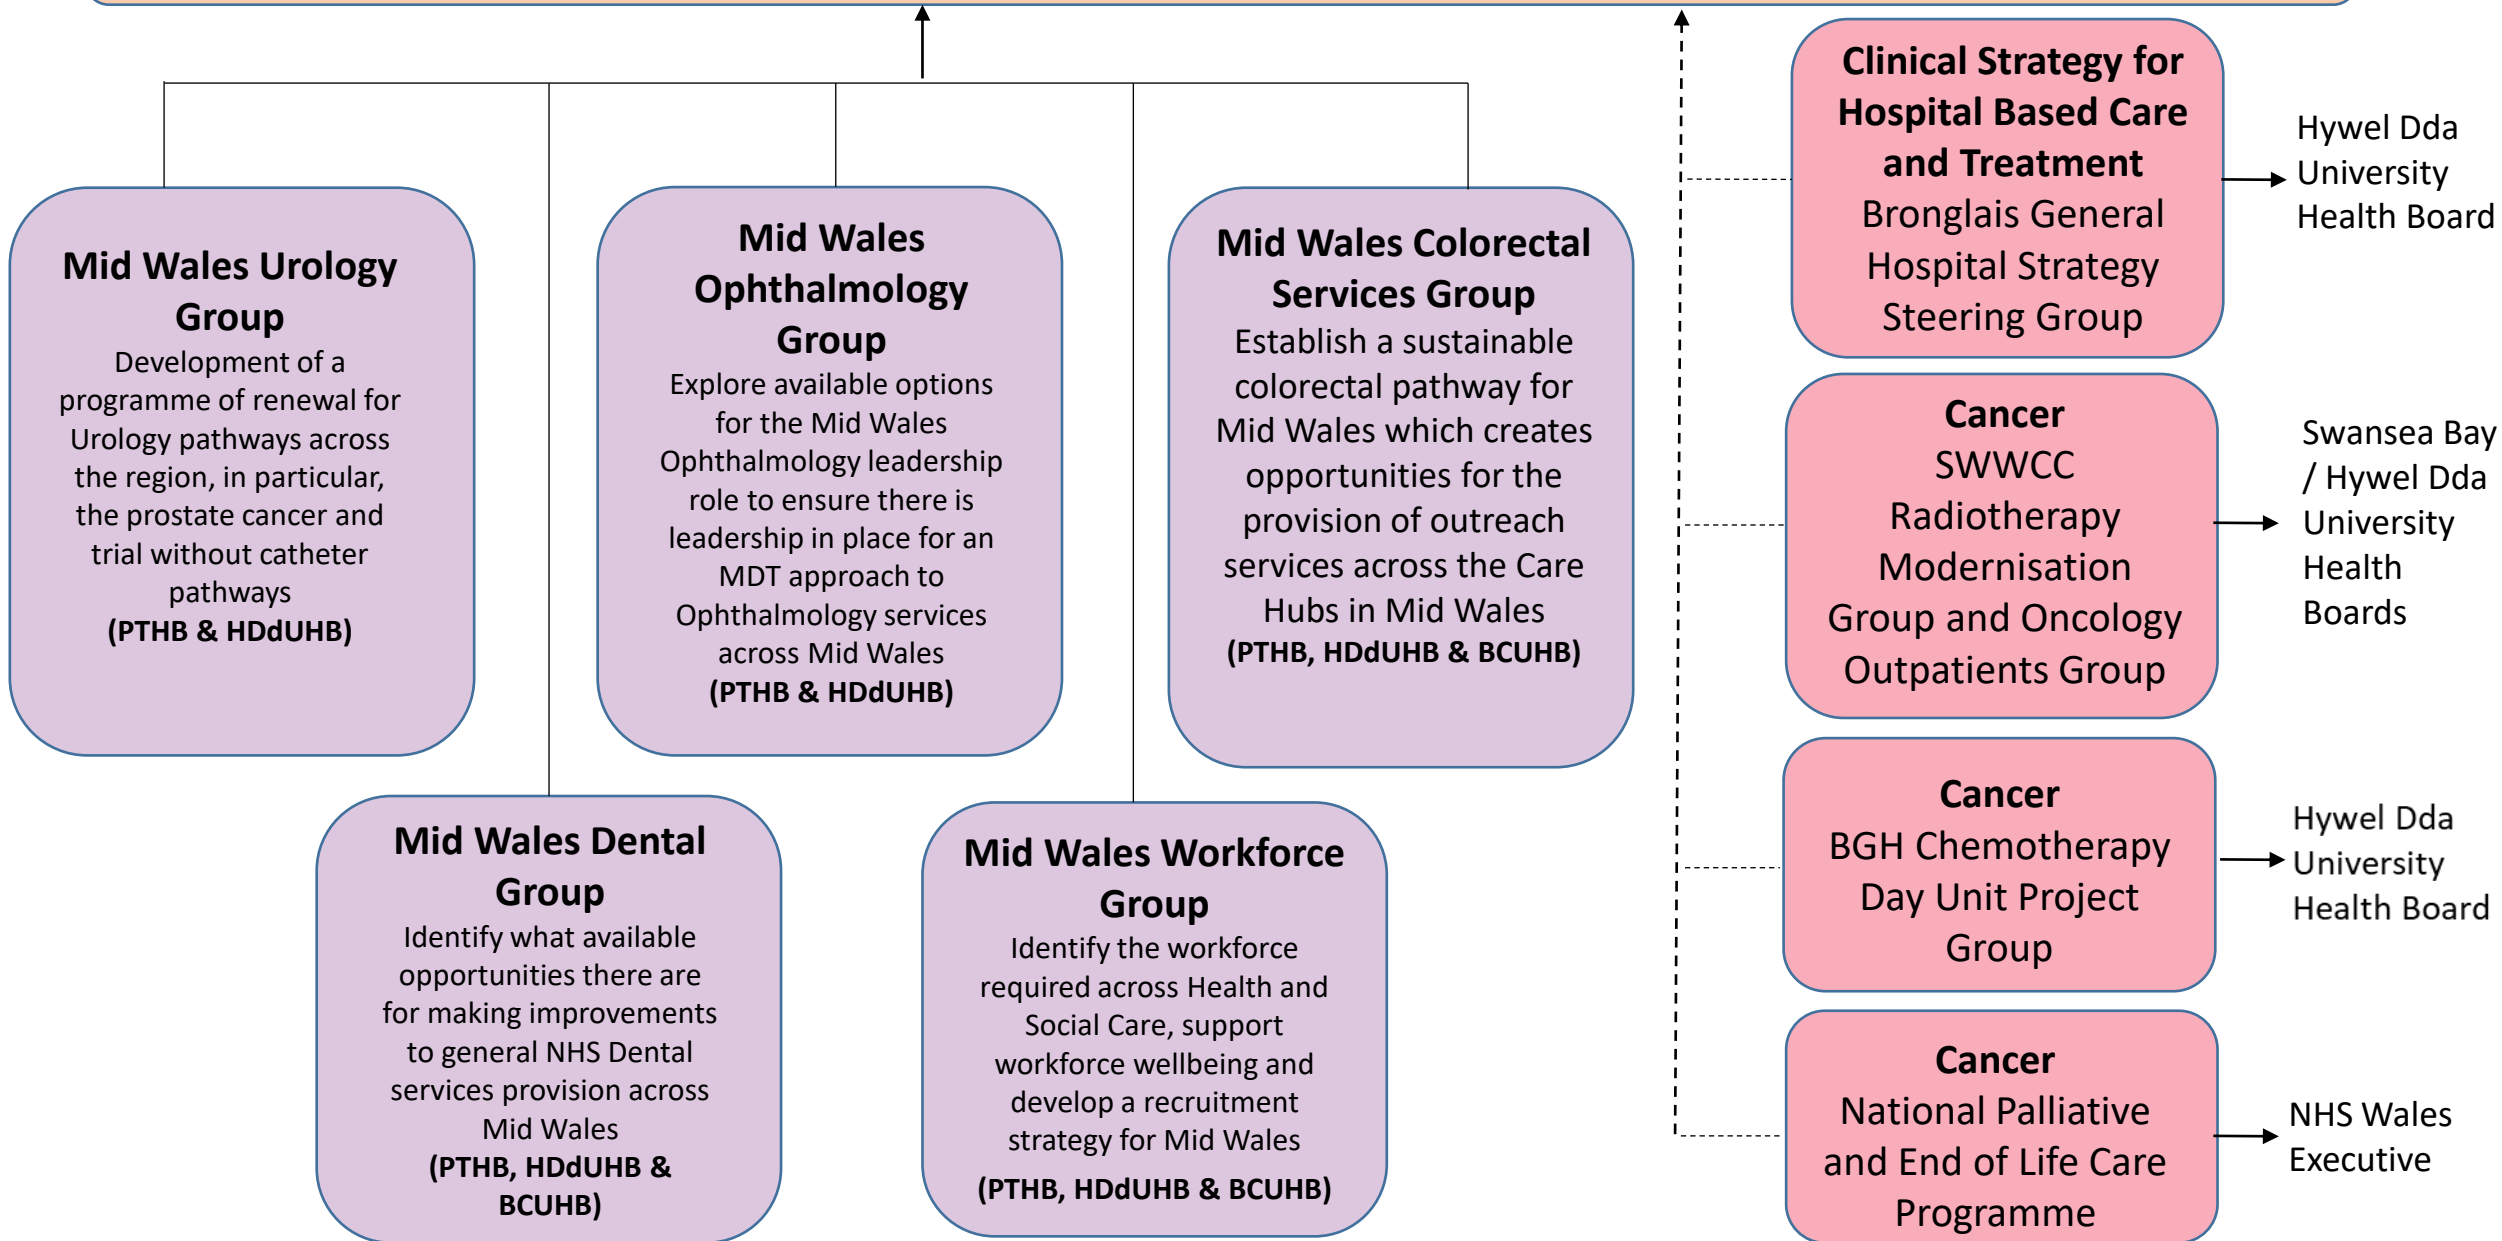 Mid Wales Urology
Group
Development of a
programme of renewal for
Urology pathways across
the region, in particular,
the prostate cancer and
trial without catheter
pathways
(PTHB & HDdUHB)
Mid Wales
Ophthalmology
Group
Explore available options
for the Mid Wales
Ophthalmology leadership
role to ensure there is
leadership in place for an
MDT approach to
Ophthalmology services
across Mid Wales
(PTHB & HDdUHB)
Mid Wales Colorectal
Services Group
Establish a sustainable
colorectal pathway for
Mid Wales which creates
opportunities for the
provision of outreach
services across the Care
Hubs in Mid Wales
(PTHB, HDdUHB & BCUHB)
Mid Wales Dental
Group
Identify what available
opportunities there are
for making improvements
to general NHS Dental
services provision across
Mid Wales
(PTHB, HDdUHB &
BCUHB)
Mid Wales Workforce
Group
Identify the workforce
required across Health and
Social Care, support
workforce wellbeing and
develop a recruitment
strategy for Mid Wales
(PTHB, HDdUHB & BCUHB)
Clinical Strategy for
Hospital Based Care
and Treatment
Bronglais General
Hospital Strategy
Steering Group
Hywel Dda
University
Health Board
Cancer
SWWCC
Radiotherapy
Modernisation
Group and Oncology
Outpatients Group
Swansea Bay
/ Hywel Dda
University
Health
Boards
Cancer
BGH Chemotherapy
Day Unit Project
Group
Hywel Dda
University
Health Board
Cancer
National Palliative
and End of Life Care
Programme
NHS Wales
Executive